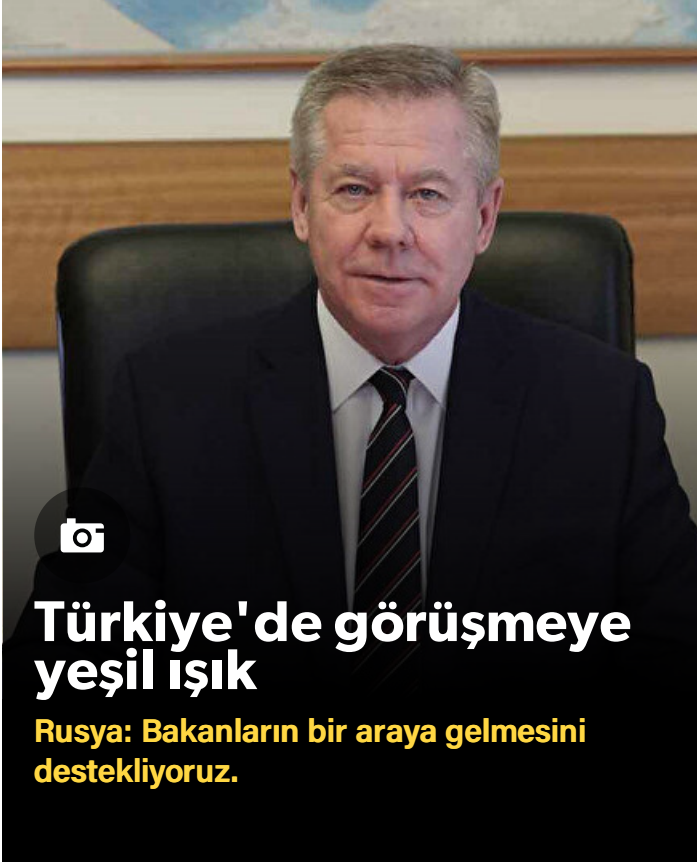 Türkiye'de görüşmeye
yeşil ışık
Rusya: Bakanların bir araya gelmesini
destekliyoruz.